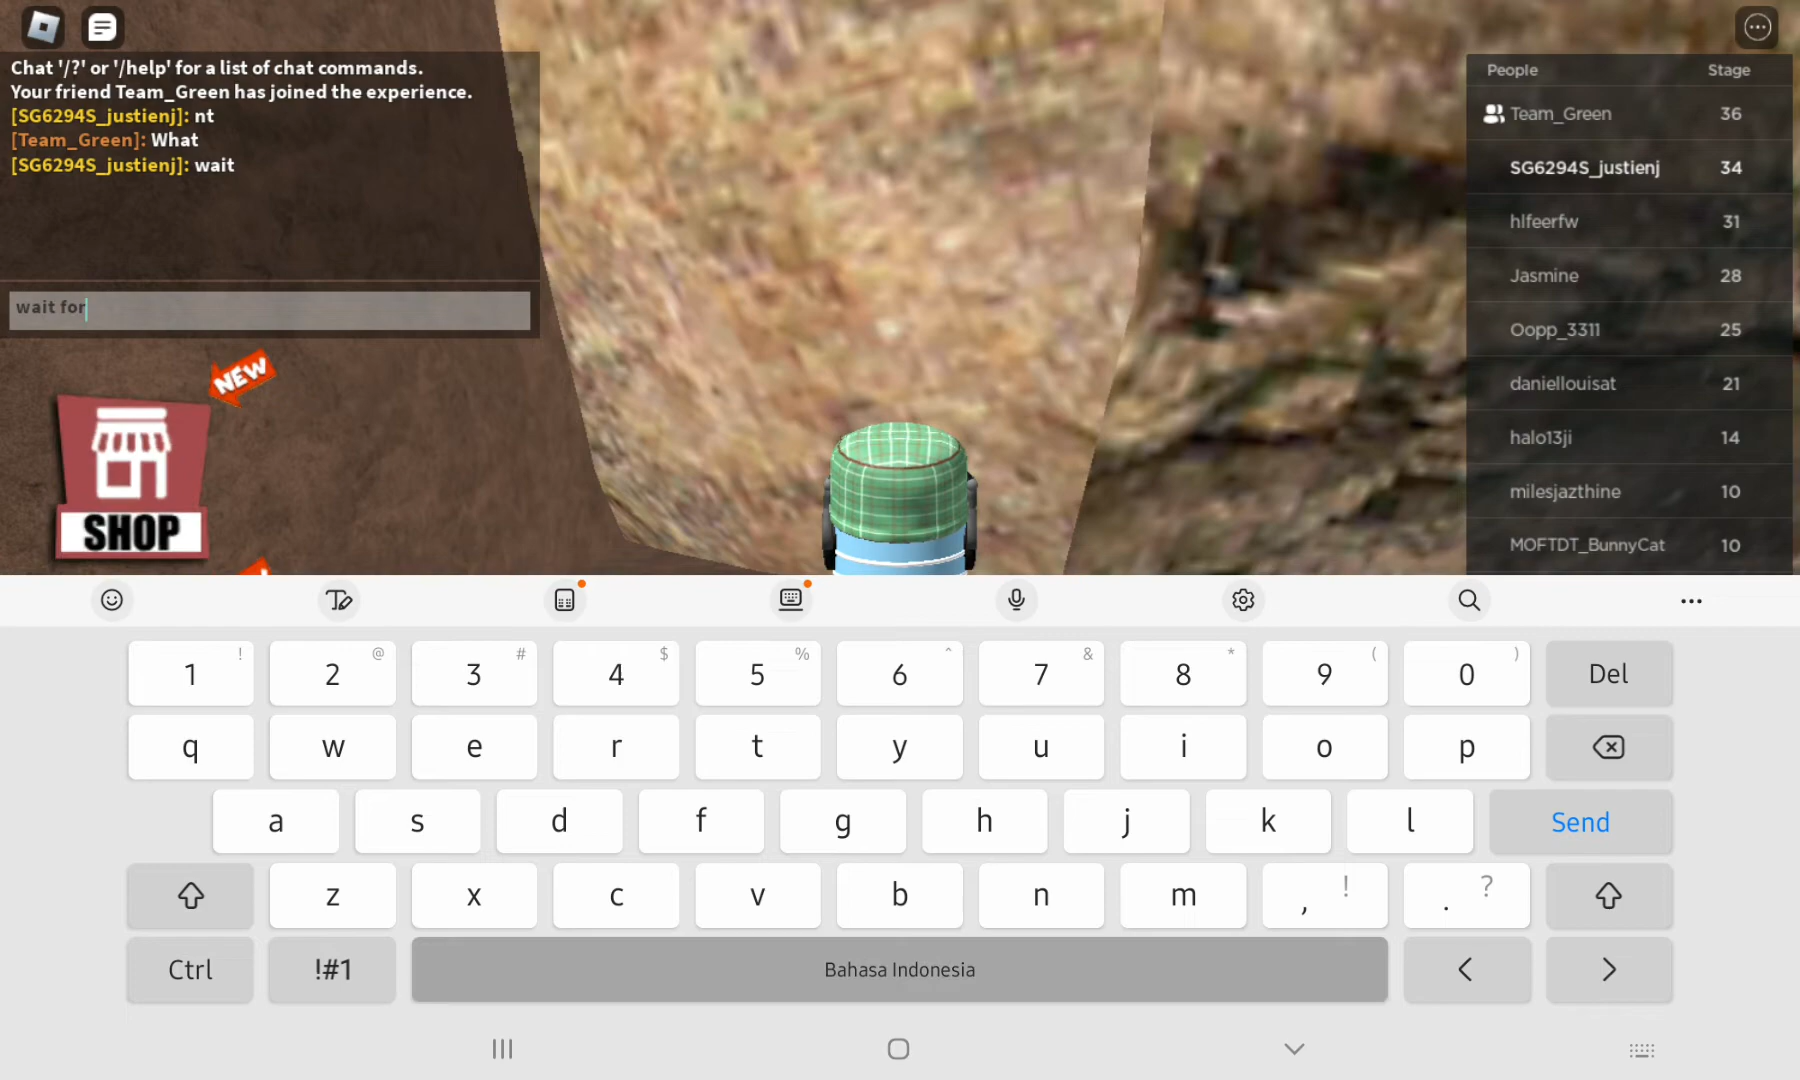 Chat '/?' or '/help' for a list of chat commands.
Your friend Team_Green has joined the experience.
[SG6294S_justienj]: nt
[Team_Green]: What
[SG6294S_justienj]: wait
wait for
NEW
SHOP
People Stage
Team_Green 36
SG6294S_justienj 34
hlfeerfw 31
Jasmine 28
Oopp_3311 25
daniellouisat 21
halo13ji 14
milesjazthine 10
MOFTDT_BunnyCat 10
! @ # $ % ^ & * ( )
1 2 3 4 5 6 7 8 9 0 Del
q w e r t y u i o p
a s d f g h j k l Send
z x c v b n m , ! . ?
Ctrl !#1 Bahasa Indonesia < >